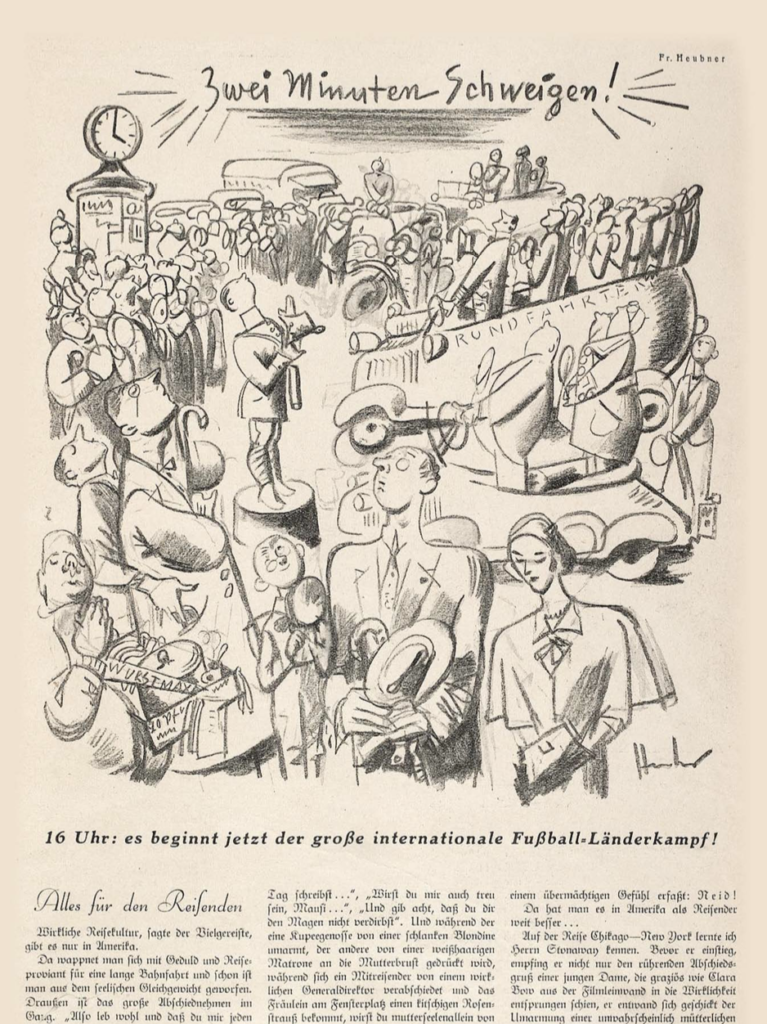 Fr. Heubner
Zwei Minuten Schweigen!
RUNDFAHRTEN
WURSTMAX
16 Uhr: es beginnt jetzt der große internationale Fußball-Länderkampf!
Alles für den Reisenden
Wirkliche Reisekultur, sagte der Vielgereiste,
gibt es nur in Amerika.
Da wappnet man sich mit Geduld und Reise-
proviant für eine lange Bahnfahrt und schon ist
man aus dem seelischen Gleichgewicht geworfen.
Draußen ist das große Abschiednehmen im
Gang. „Also leb wohl und daß du mir jeden
Tag schreibst...“, „Wirst du mir auch treu
sein, Mausi...“, „Und gib acht, daß du dir
den Magen nicht verdirbst“. Und während der
eine Kupeegenosse von einer schlanken Blondine
umarmt, der andere von einer weißhaarigen
Matrone an die Mutterbrust gedrückt wird,
während sich ein Mitreisender von einem wirk-
lichen Generaldirektor verabschiedet und das
Fräulein am Fensterplatz einen kitschigen Rosen-
strauß bekommt, wirst du mutterseelenallein von
einem übermächtigen Gefühl erfaßt: Neid!
Da hat man es in Amerika als Reisender
weit besser...
Auf der Reise Chikago—New York lernte ich
Herrn Stonaway kennen. Bevor er einstieg,
empfing er nicht nur den rührenden Abschieds-
gruß einer jungen Dame, die graziös wie Clara
Bow aus der Filmleinwand in die Wirklichkeit
entsprungen schien, er entwand sich geschickt der
Umarmung einer unwahrscheinlich mütterlichen